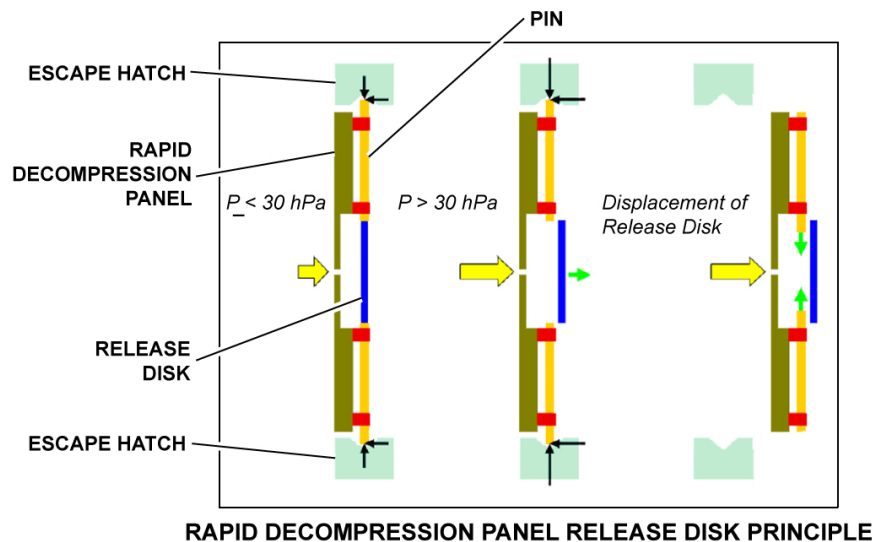 PIN
ESCAPE HATCH
RAPID
DECOMPRESSION
PANEL
P_< 30 hPa
P > 30 hPa
Displacement of
Release Disk
RELEASE
DISK
ESCAPE HATCH
RAPID DECOMPRESSION PANEL RELEASE DISK PRINCIPLE